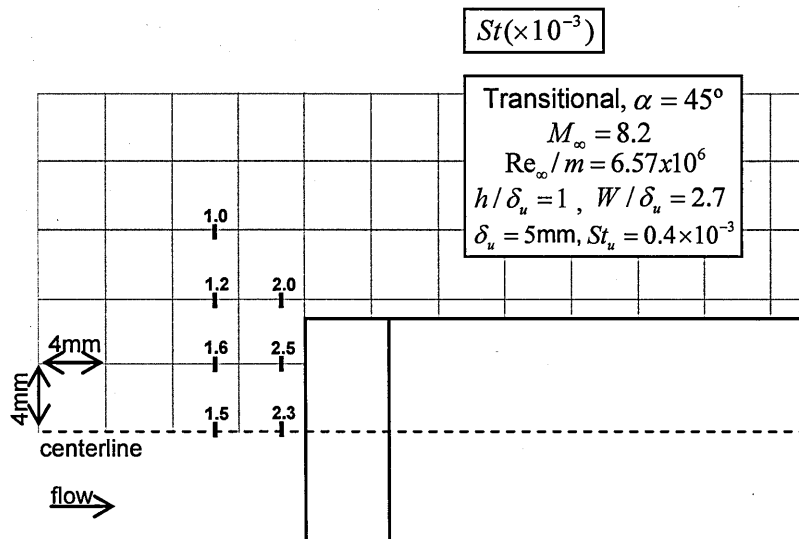 St(×10⁻³)
Transitional, α = 45º
M∞ = 8.2
Re∞ / m = 6.57x10⁶
h / δᵤ = 1 , W / δᵤ = 2.7
δᵤ = 5mm, Stᵤ = 0.4×10⁻³
1.0
1.2 2.0
4mm 1.6 2.5
4mm
1.5 2.3
centerline
flow